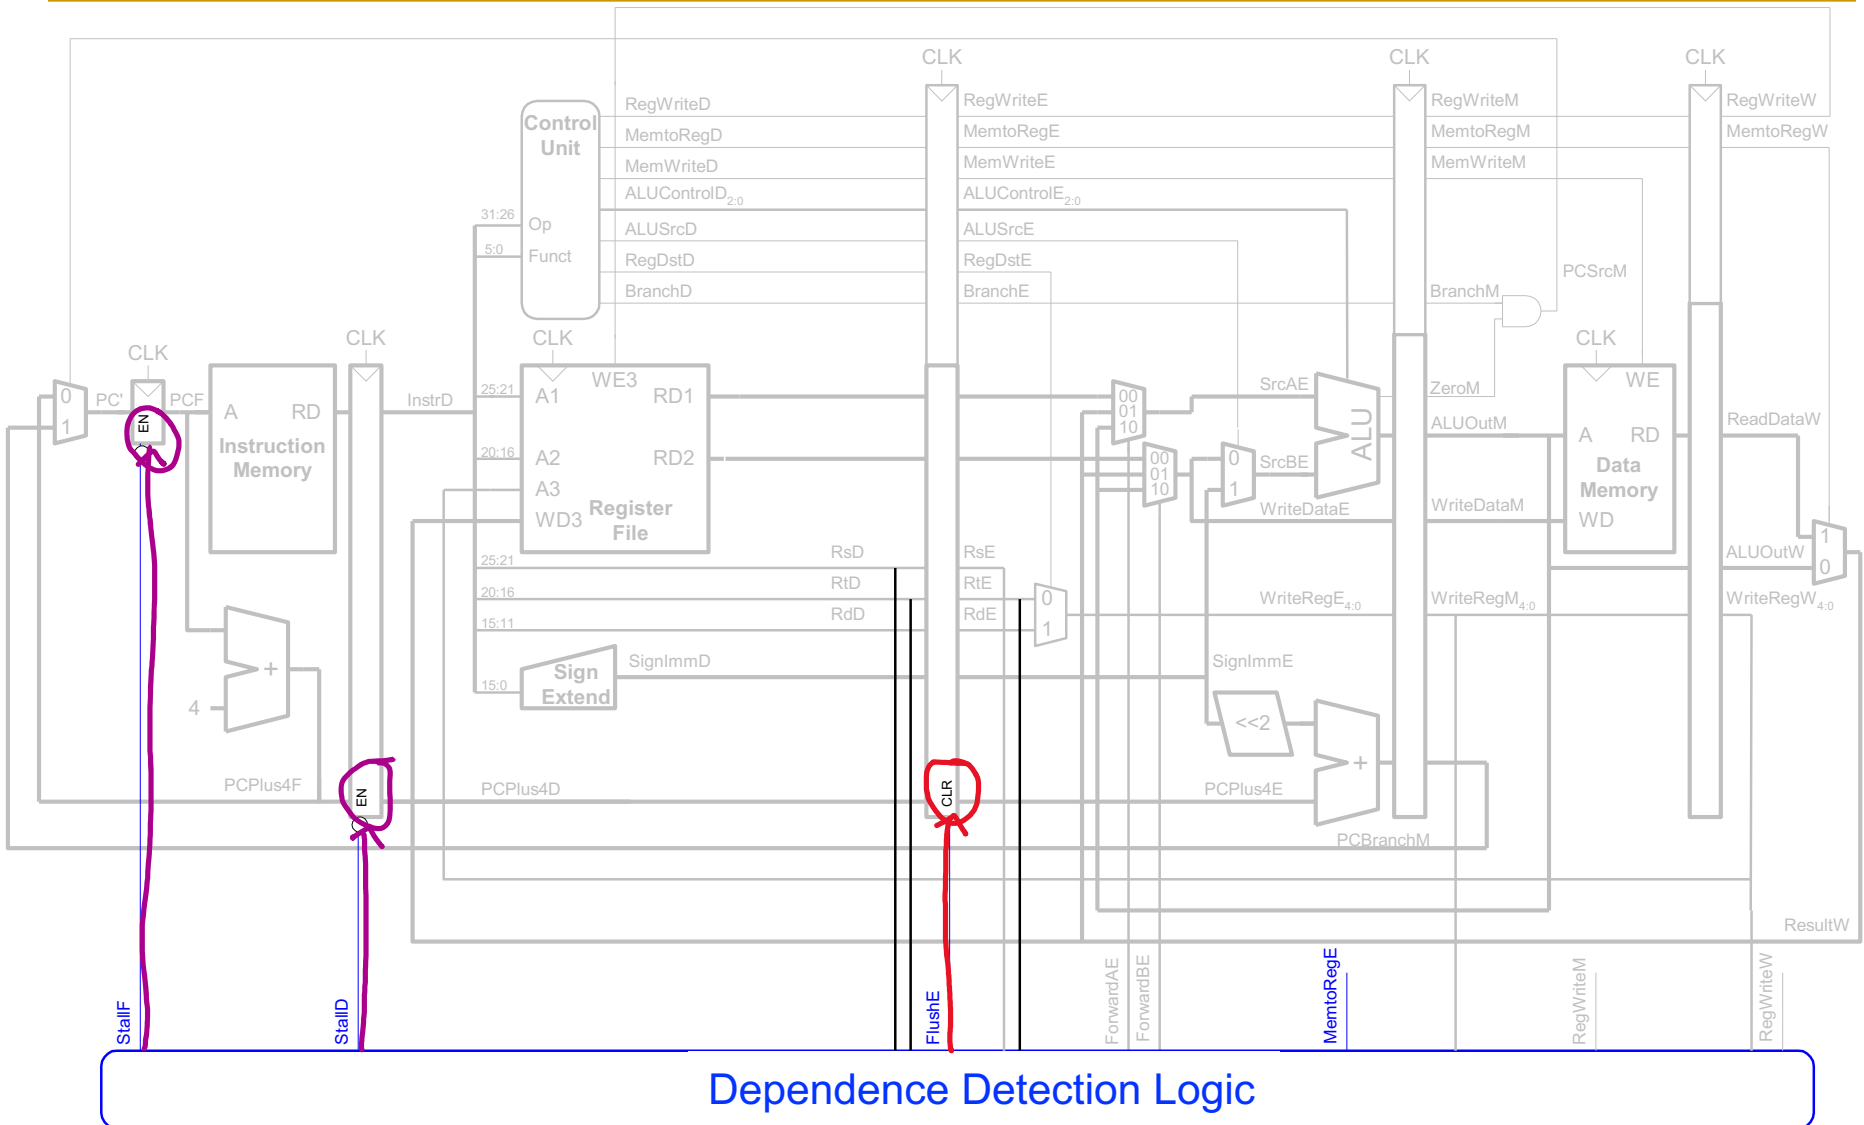 CLK
CLK
CLK
RegWriteD
RegWriteE
RegWriteM
RegWriteW
Control
Unit
MemtoRegD
MemtoRegE
MemtoRegM
MemtoRegW
MemWriteD
MemWriteE
MemWriteM
ALUControlD2:0
ALUControlE2:0
31:26
Op
ALUSrcD
ALUSrcE
5:0
Funct
RegDstD
RegDstE
PCSrcM
BranchD
BranchE
BranchM
CLK
CLK
CLK
CLK
0
1
PC'
EN
PCF
A
RD
Instruction
Memory
InstrD
25:21
A1
WE3
RD1
20:16
A2
RD2
A3
WD3
Register
File
00
01
10
00
01
10
0
1
SrcAE
SrcBE
ALU
ZeroM
ALUOutM
WriteDataE
WriteDataM
WE
A
RD
Data
Memory
WD
ReadDataW
1
0
ALUOutW
25:21
RsD
RsE
20:16
RtD
RtE
15:11
RdD
RdE
0
1
WriteRegE4:0
WriteRegM4:0
WriteRegW4:0
+
4
Sign
Extend
15:0
SignImmD
SignImmE
<<2
+
PCPlus4F
EN
PCPlus4D
CLR
PCPlus4E
PCBranchM
ResultW
StallF
StallD
FlushE
ForwardAE
ForwardBE
MemtoRegE
RegWriteM
RegWriteW
Dependence Detection Logic